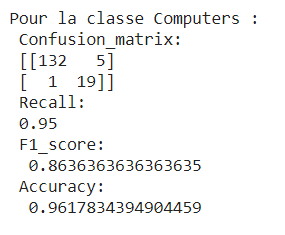 Pour la classe Computers :
Confusion_matrix:
[[132   5]
[  1  19]]
Recall:
0.95
F1_score:
0.8636363636363635
Accuracy:
0.9617834394904459